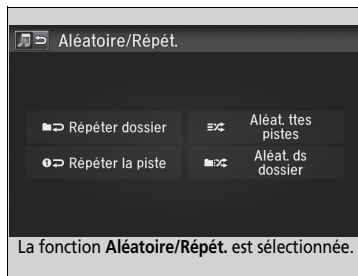 Aléatoire/Répét.
Répéter dossier
Aléat. ttes
pistes
Répéter la piste
Aléat. ds
dossier
La fonction Aléatoire/Répét. est sélectionnée.